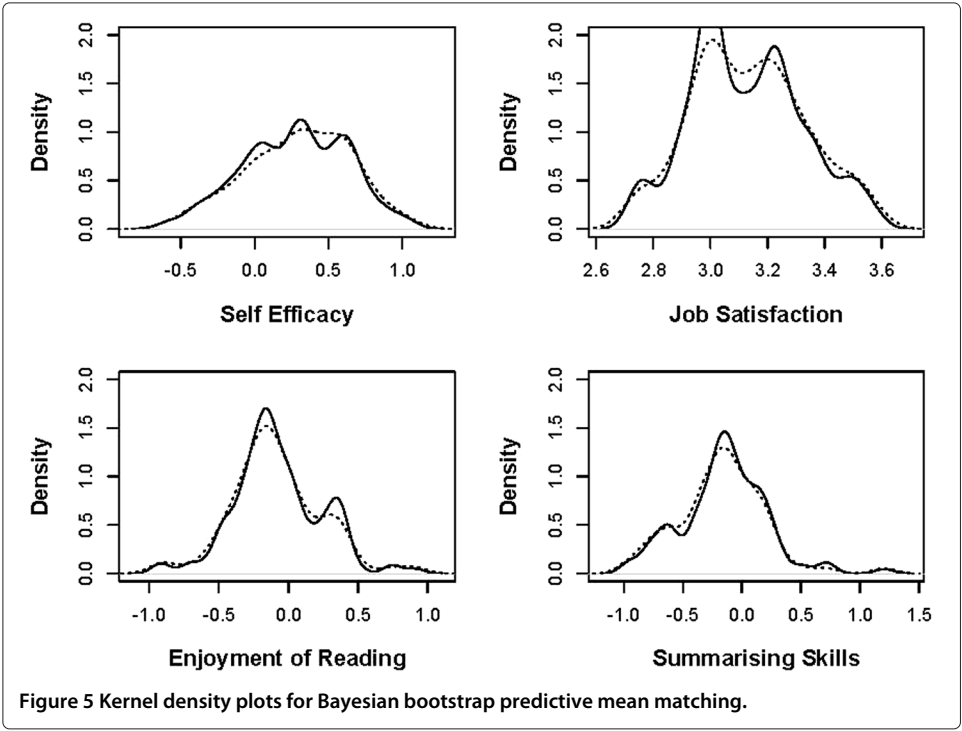 2.0
1.5
1.0
0.5
0.0
Density
-0.5 0.0 0.5 1.0
Self Efficacy
2.0
1.5
1.0
0.5
0.0
Density
2.6 2.8 3.0 3.2 3.4 3.6
Job Satisfaction
2.0
1.5
1.0
0.5
0.0
Density
-1.0 -0.5 0.0 0.5 1.0
Enjoyment of Reading
2.0
1.5
1.0
0.5
0.0
Density
-1.0 -0.5 0.0 0.5 1.0 1.5
Summarising Skills
Figure 5 Kernel density plots for Bayesian bootstrap predictive mean matching.